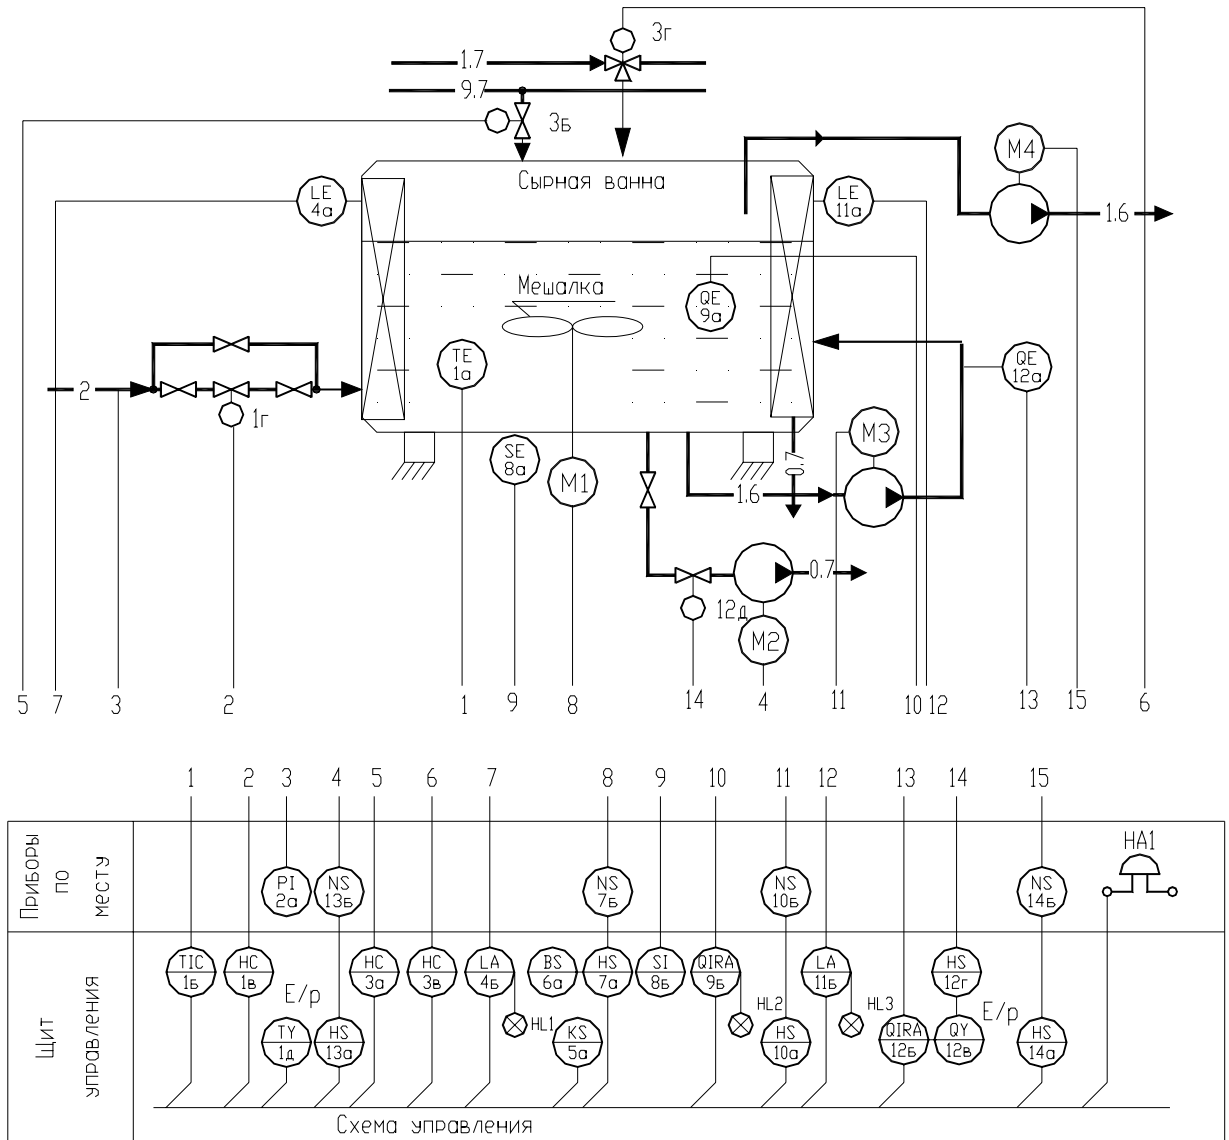 3г
1.7
9.7
3Б
М4
Сырная ванна
LE
4а
LE
11а
1.6
Мешалка
QE
9а
TE
1а
QE
12а
2
1г
М3
SE
8а
М1
0.7
1.6
0.7
12д
М2
5 7 3 2 1 9 8 14 4 11 10 12 13 15 6
1 2 3 4 5 6 7 8 9 10 11 12 13 14 15
Приборы
по
месту
HA1
PI
2а
NS
13Б
NS
7Б
NS
10Б
NS
14Б
Щит
управления
TIC
1Б
HC
1в
HC
3а
HC
3в
LA
4Б
BS
6а
HS
7а
SI
8Б
QIRA
9Б
LA
11Б
HS
12г
E/p
HL1
HL2
HL3
E/p
TY
1д
HS
13а
KS
5а
HS
10а
QIRA
12Б
QY
12в
HS
14а
Схема управления